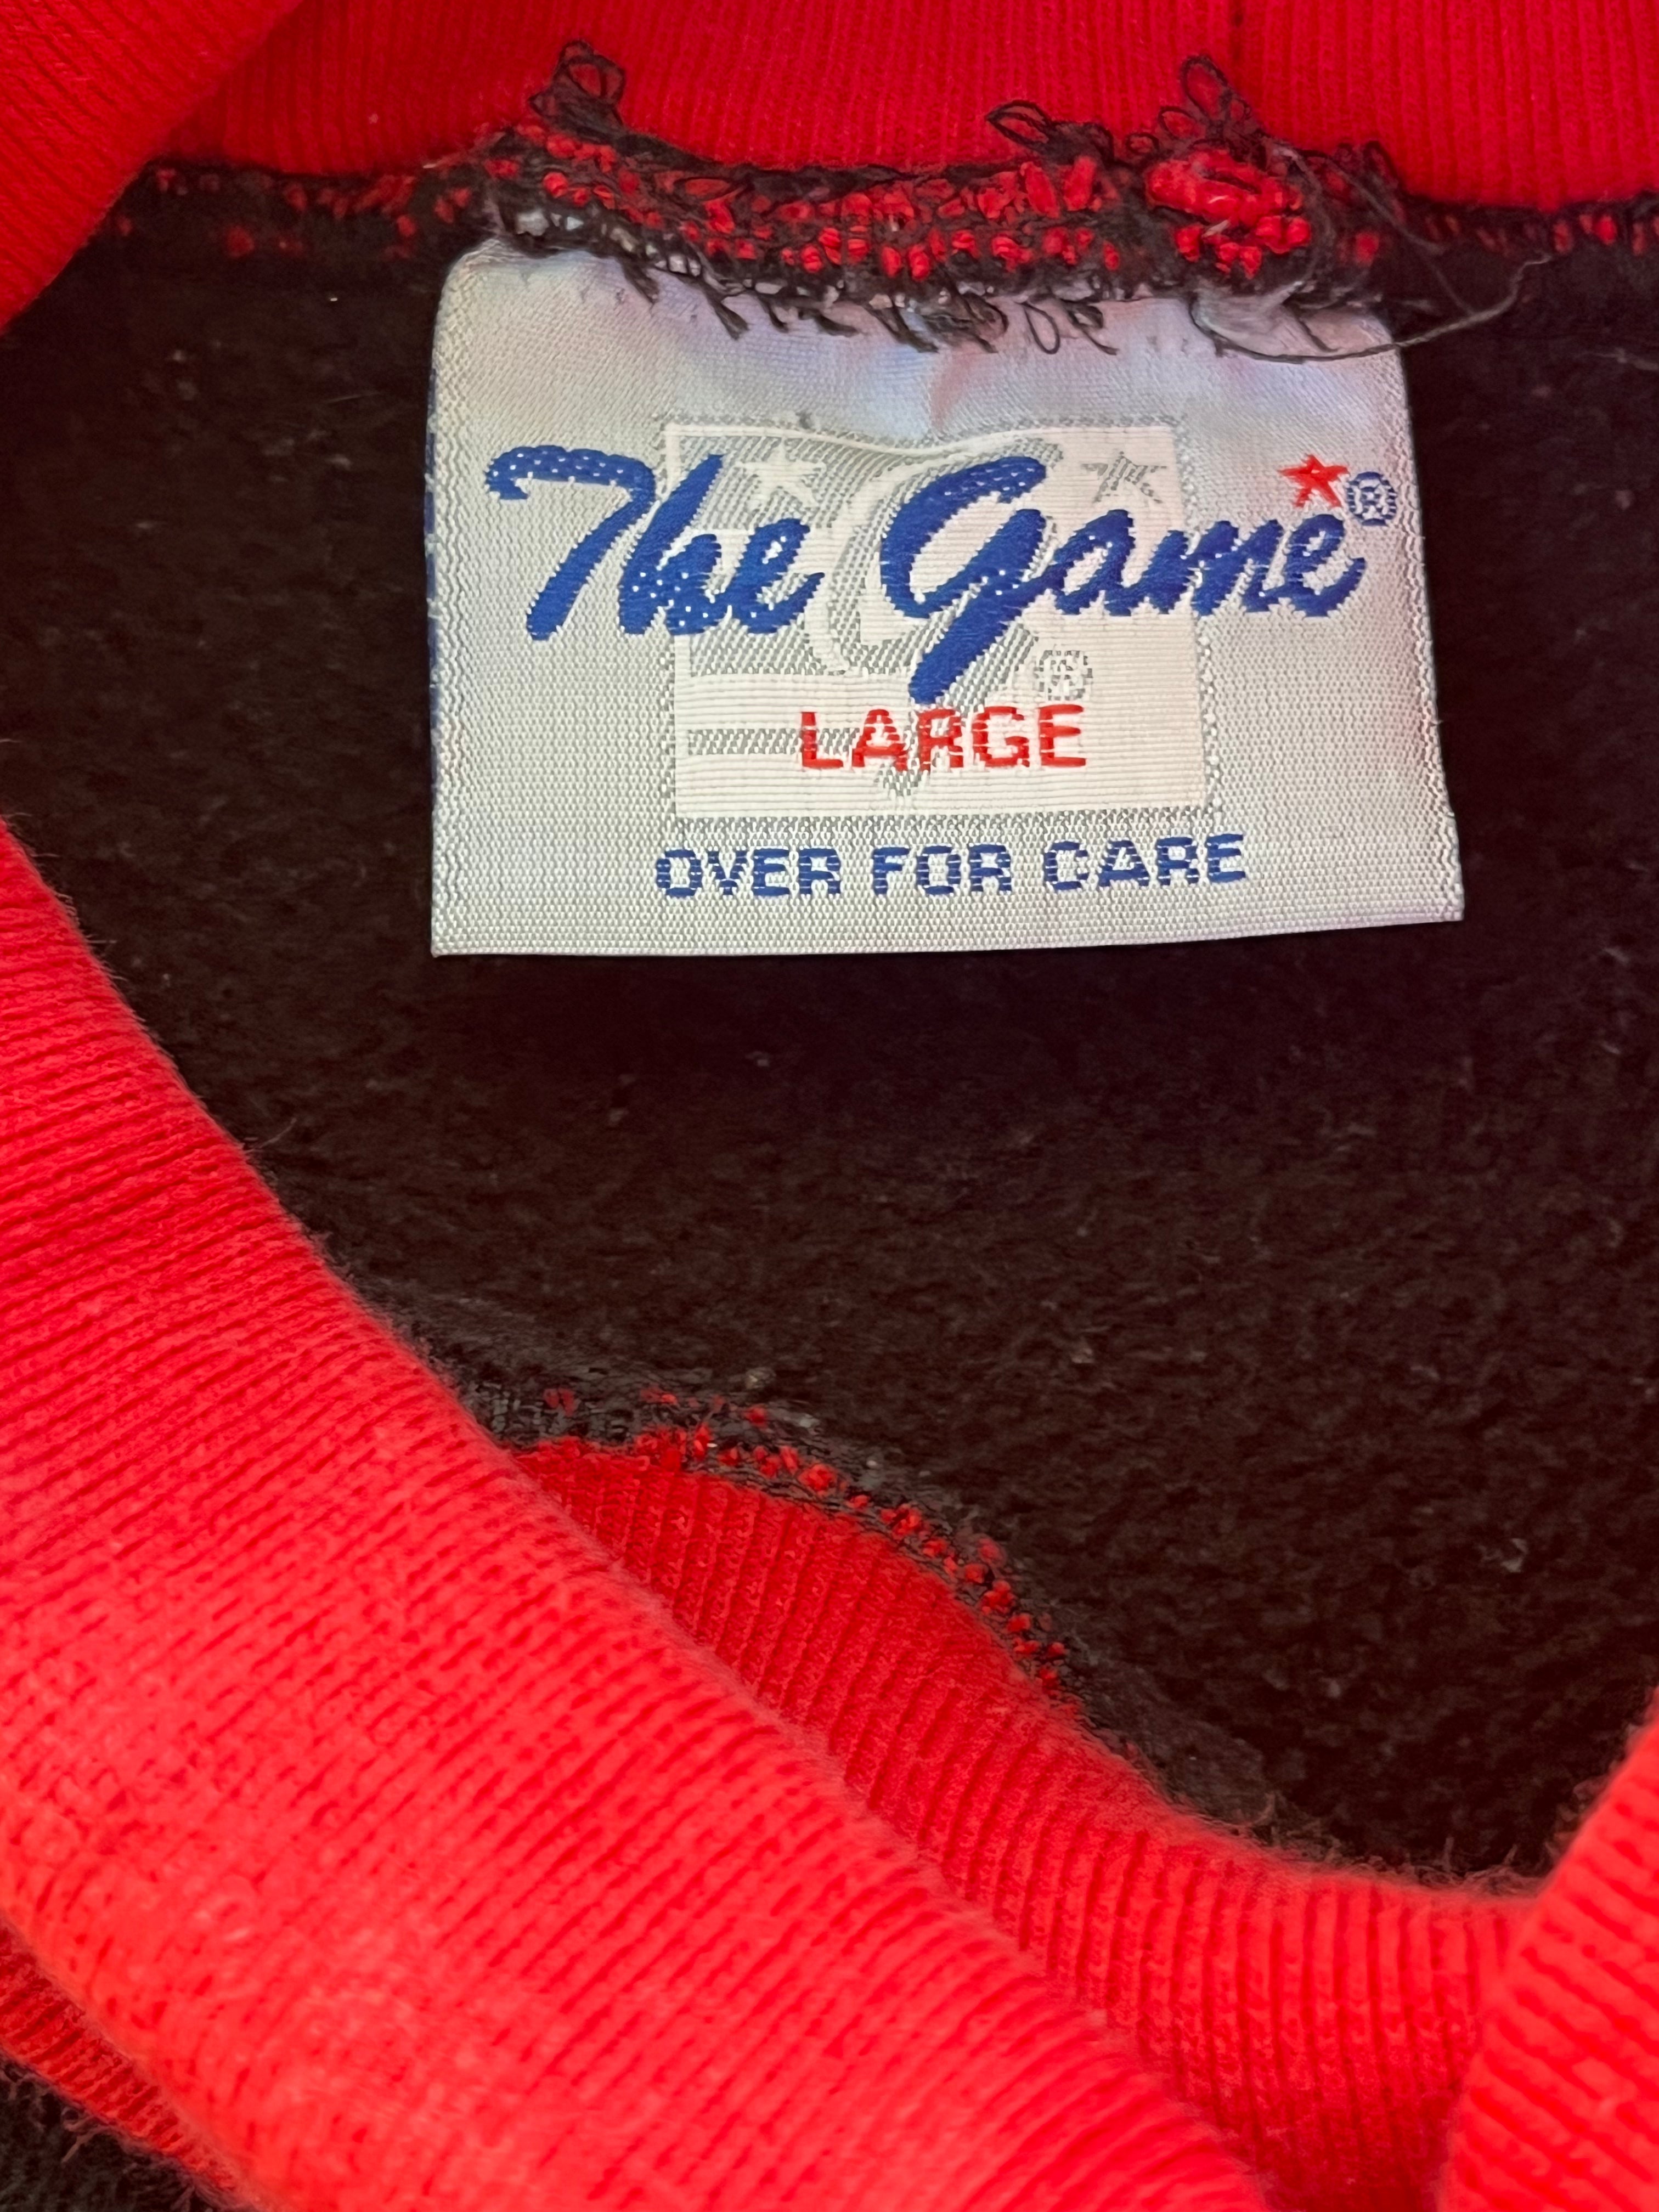 The Game®
®
LARGE
OVER FOR CARE